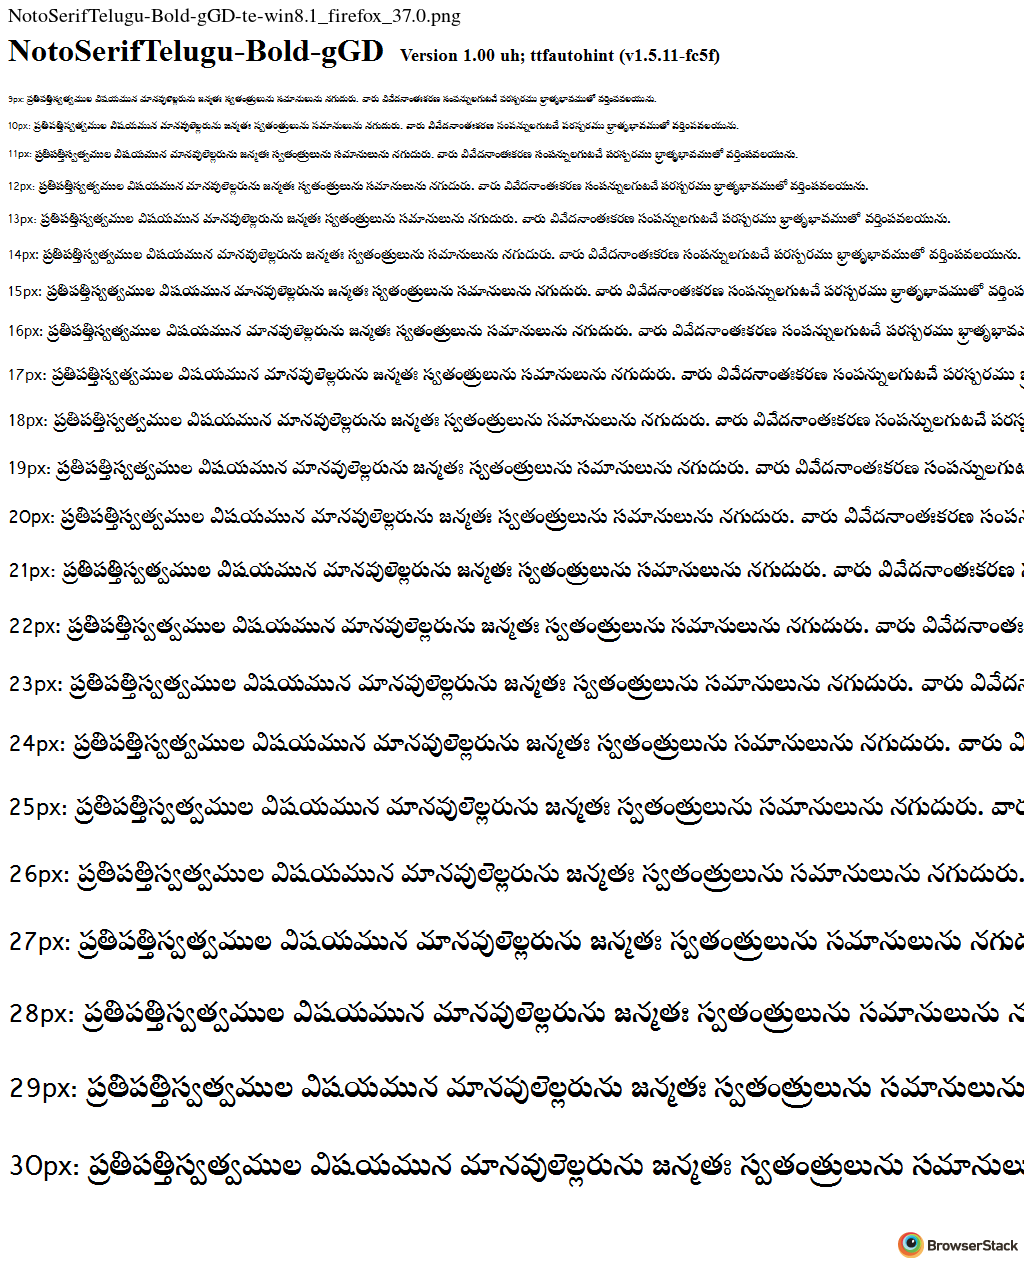 NotoSerifTelugu-Bold-gGD-te-win8.1_firefox_37.0.png
NotoSerifTelugu-Bold-gGD Version 1.00 uh; ttfautohint (v1.5.11-fc5f)
9px: ప్రతిపత్తిస్వత్వముల విషయమున మానవులెల్లరును జన్మతః స్వతంత్రులును సమానులును నగుదురు. వారు వివేదనాంతఃకరణ సంపన్నులగుటచే పరస్పరము భ్రాతృభావముతో వర్తింపవలయును.
10px: ప్రతిపత్తిస్వత్వముల విషయమున మానవులెల్లరును జన్మతః స్వతంత్రులును సమానులును నగుదురు. వారు వివేదనాంతఃకరణ సంపన్నులగుటచే పరస్పరము భ్రాతృభావముతో వర్తింపవలయును.
11px: ప్రతిపత్తిస్వత్వముల విషయమున మానవులెల్లరును జన్మతః స్వతంత్రులును సమానులును నగుదురు. వారు వివేదనాంతఃకరణ సంపన్నులగుటచే పరస్పరము భ్రాతృభావముతో వర్తింపవలయును.
12px: ప్రతిపత్తిస్వత్వముల విషయమున మానవులెల్లరును జన్మతః స్వతంత్రులును సమానులును నగుదురు. వారు వివేదనాంతఃకరణ సంపన్నులగుటచే పరస్పరము భ్రాతృభావముతో వర్తింపవలయును.
13px: ప్రతిపత్తిస్వత్వముల విషయమున మానవులెల్లరును జన్మతః స్వతంత్రులును సమానులును నగుదురు. వారు వివేదనాంతఃకరణ సంపన్నులగుటచే పరస్పరము భ్రాతృభావముతో వర్తింపవలయును.
14px: ప్రతిపత్తిస్వత్వముల విషయమున మానవులెల్లరును జన్మతః స్వతంత్రులును సమానులును నగుదురు. వారు వివేదనాంతఃకరణ సంపన్నులగుటచే పరస్పరము భ్రాతృభావముతో వర్తింపవలయును.
15px: ప్రతిపత్తిస్వత్వముల విషయమున మానవులెల్లరును జన్మతః స్వతంత్రులును సమానులును నగుదురు. వారు వివేదనాంతఃకరణ సంపన్నులగుటచే పరస్పరము భ్రాతృభావముతో వర్తింప
16px: ప్రతిపత్తిస్వత్వముల విషయమున మానవులెల్లరును జన్మతః స్వతంత్రులును సమానులును నగుదురు. వారు వివేదనాంతఃకరణ సంపన్నులగుటచే పరస్పరము
17px: ప్రతిపత్తిస్వత్వముల విషయమున మానవులెల్లరును జన్మతః స్వతంత్రులును సమానులును నగుదురు. వారు వివేదనాంతఃకరణ సంపన్నులగుటచే పరస్పరము
18px: ప్రతిపత్తిస్వత్వముల విషయమున మానవులెల్లరును జన్మతః స్వతంత్రులును సమానులును నగుదురు. వారు వివేదనాంతఃకరణ సంపన్నులగుటచే
19px: ప్రతిపత్తిస్వత్వముల విషయమున మానవులెల్లరును జన్మతః స్వతంత్రులును సమానులును నగుదురు. వారు వివేదనాంతఃకరణ
20px: ప్రతిపత్తిస్వత్వముల విషయమున మానవులెల్లరును జన్మతః స్వతంత్రులును సమానులును నగుదురు. వారు వివేదనాంతఃకరణ
21px: ప్రతిపత్తిస్వత్వముల విషయమున మానవులెల్లరును జన్మతః స్వతంత్రులును సమానులును నగుదురు. వారు వివేదనాంతఃకరణ
22px: ప్రతిపత్తిస్వత్వముల విషయమున మానవులెల్లరును జన్మతః స్వతంత్రులును సమానులును నగుదురు. వారు వివేదనాంతః
23px: ప్రతిపత్తిస్వత్వముల విషయమున మానవులెల్లరును జన్మతః స్వతంత్రులును సమానులును నగుదురు. వారు
24px: ప్రతిపత్తిస్వత్వముల విషయమున మానవులెల్లరును జన్మతః స్వతంత్రులును సమానులును నగుదురు. వారు వి
25px: ప్రతిపత్తిస్వత్వముల విషయమున మానవులెల్లరును జన్మతః స్వతంత్రులును సమానులును నగుదురు.
26px: ప్రతిపత్తిస్వత్వముల విషయమున మానవులెల్లరును జన్మతః స్వతంత్రులును సమానులును నగుదురు.
27px: ప్రతిపత్తిస్వత్వముల విషయమున మానవులెల్లరును జన్మతః స్వతంత్రులును సమానులును
28px: ప్రతిపత్తిస్వత్వముల విషయమున మానవులెల్లరును జన్మతః స్వతంత్రులును సమానులును
29px: ప్రతిపత్తిస్వత్వముల విషయమున మానవులెల్లరును జన్మతః స్వతంత్రులును సమానులును
30px: ప్రతిపత్తిస్వత్వముల విషయమున మానవులెల్లరును జన్మతః స్వతంత్రులును
BrowserStack